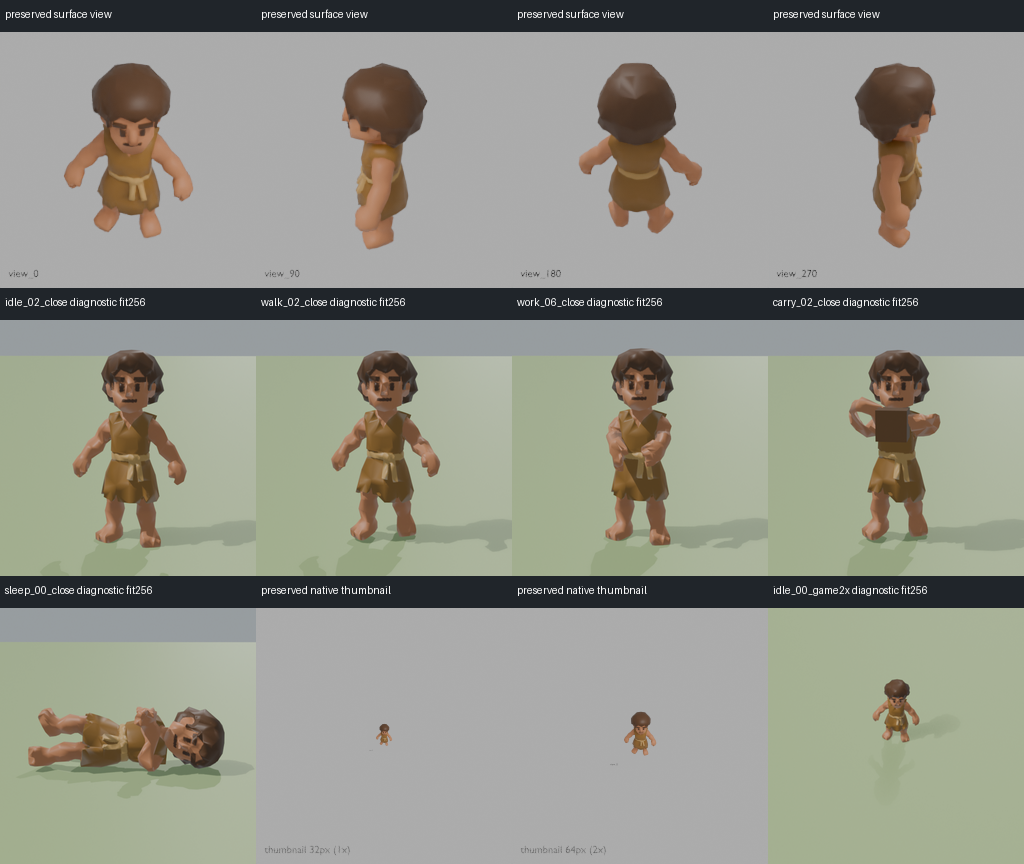 preserved surface view
preserved surface view
preserved surface view
preserved surface view
view_0
view_90
view_180
view_270
idle_02_close diagnostic fit256
walk_02_close diagnostic fit256
work_06_close diagnostic fit256
carry_02_close diagnostic fit256
sleep_00_close diagnostic fit256
preserved native thumbnail
preserved native thumbnail
idle_00_game2x diagnostic fit256
thumbnail 32px (1x)
thumbnail 64px (2x)